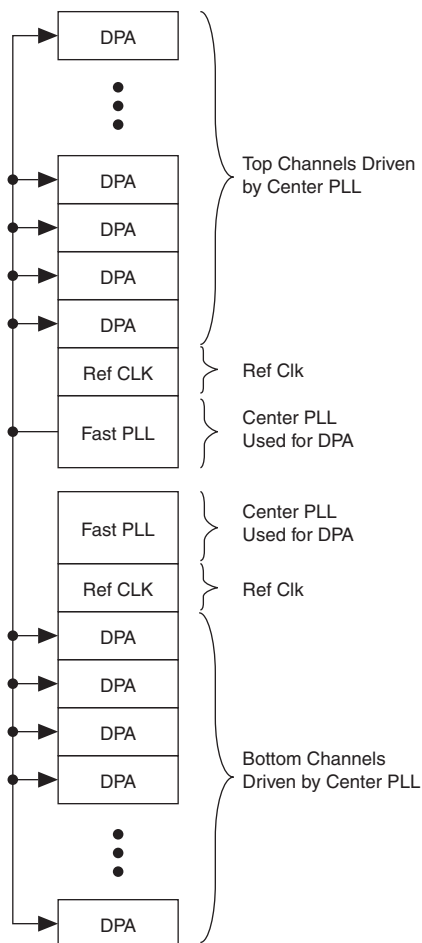 DPA
DPA
DPA
DPA
DPA
Top Channels Driven
by Center PLL
Ref CLK
Ref Clk
Fast PLL
Center PLL
Used for DPA
Fast PLL
Center PLL
Used for DPA
Ref CLK
Ref Clk
DPA
DPA
DPA
DPA
Bottom Channels
Driven by Center PLL
DPA